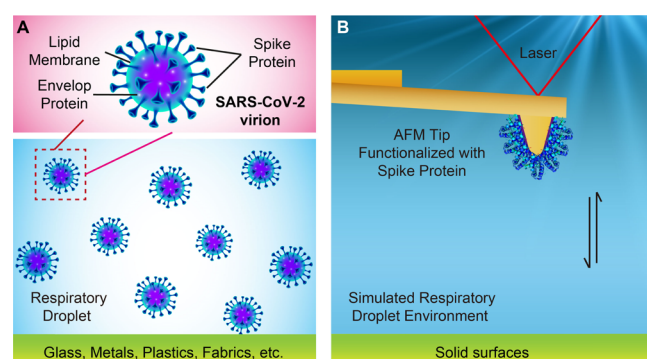 A
Lipid
Membrane
Envelop
Protein
Spike
Protein
SARS-CoV-2
virion
Respiratory
Droplet
Glass, Metals, Plastics, Fabrics, etc.
B
Laser
AFM Tip
Functionalized with
Spike Protein
Simulated Respiratory
Droplet Environment
Solid surfaces